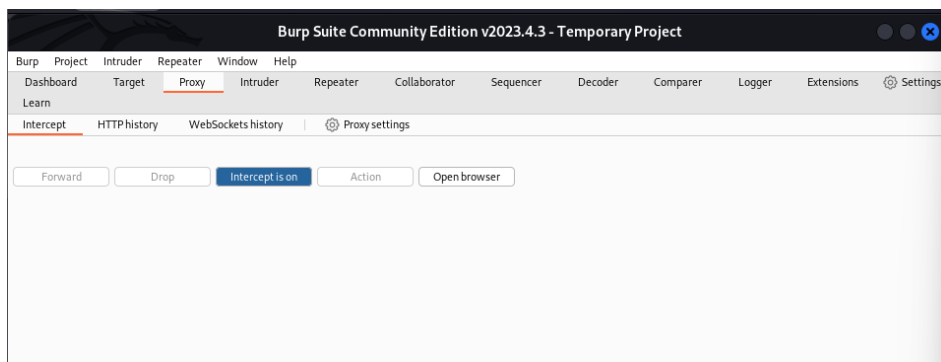 Burp Suite Community Edition v2023.4.3 - Temporary Project
Burp Project Intruder Repeater Window Help
Dashboard Target Proxy Intruder Repeater Collaborator Sequencer Decoder Comparer Logger Extensions Settings
Learn
Intercept HTTP history WebSockets history Proxy settings
Forward Drop Intercept is on Action Open browser